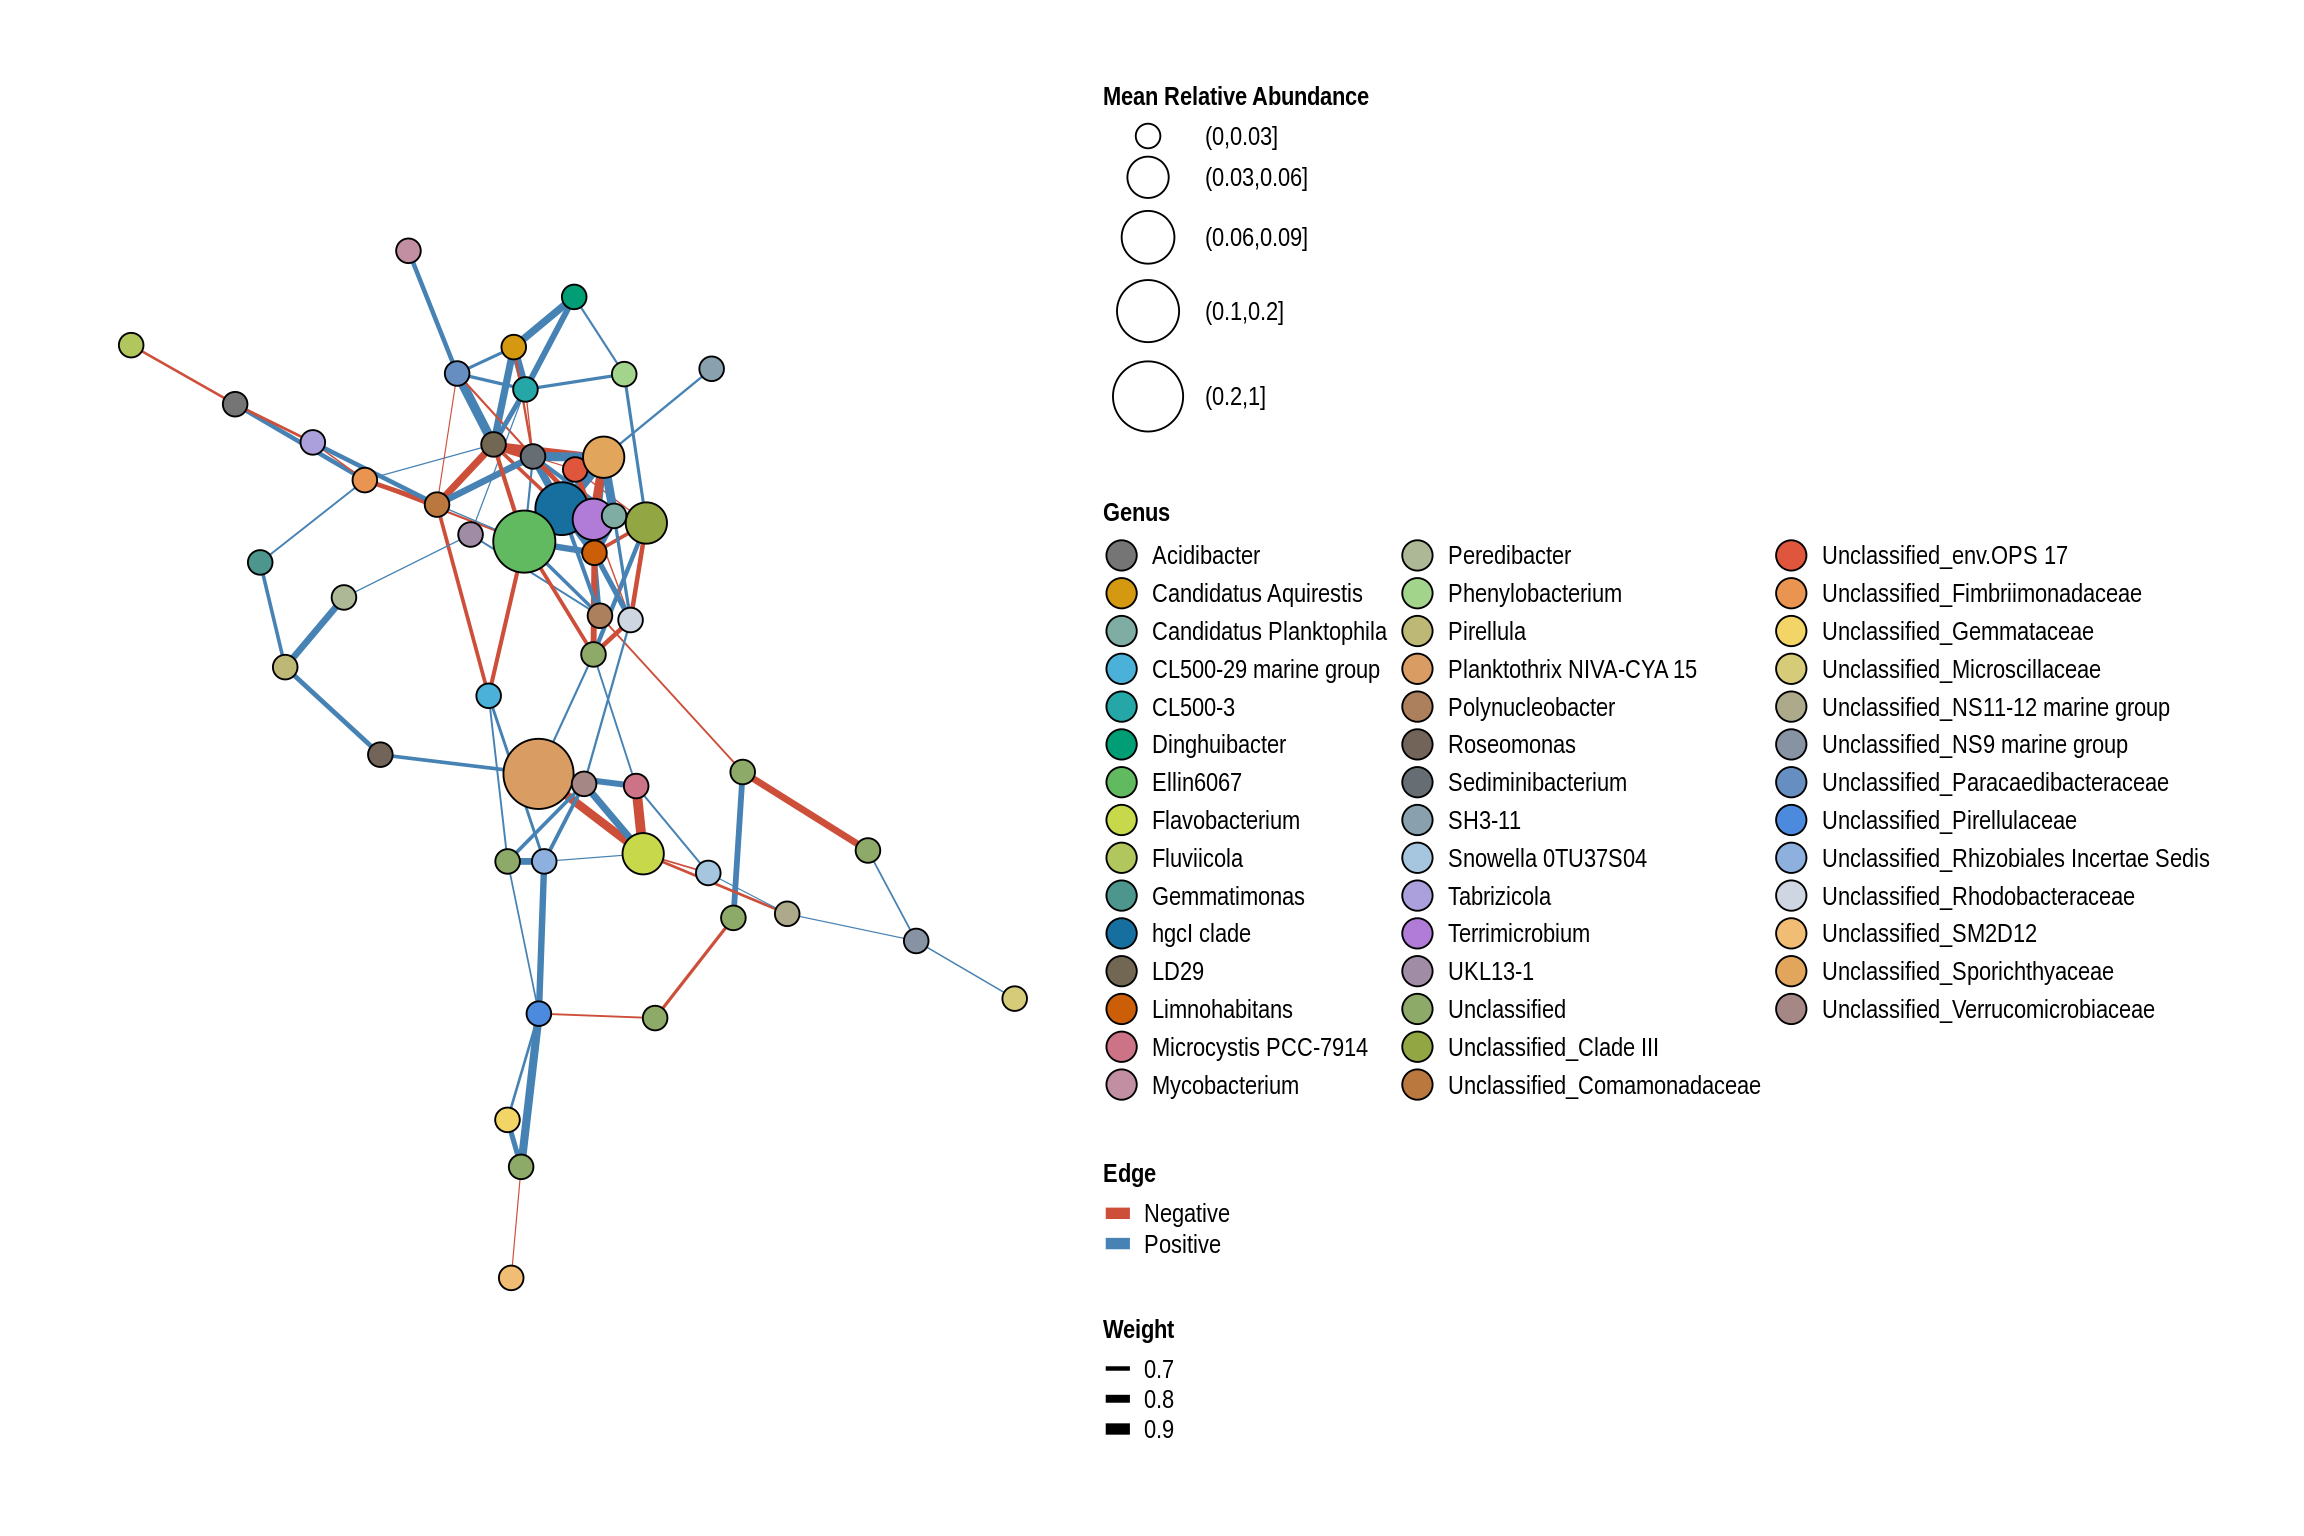 Mean Relative Abundance
(0,0.03]
(0.03,0.06]
(0.06,0.09]
(0.1,0.2]
(0.2,1]
Genus
Acidibacter
Candidatus Aquirestis
Candidatus Planktophila
CL500-29 marine group
CL500-3
Dinghuibacter
Ellin6067
Flavobacterium
Fluviicola
Gemmatimonas
hgcI clade
LD29
Limnohabitans
Microcystis PCC-7914
Mycobacterium
Peredibacter
Phenylobacterium
Pirellula
Planktothrix NIVA-CYA 15
Polynucleobacter
Roseomonas
Sediminibacterium
SH3-11
Snowella 0TU37S04
Tabrizicola
Terrimicrobium
UKL13-1
Unclassified
Unclassified_Clade III
Unclassified_Comamonadaceae
Unclassified_env.OPS 17
Unclassified_Fimbriimonadaceae
Unclassified_Gemmataceae
Unclassified_Microscillaceae
Unclassified_NS11-12 marine group
Unclassified_NS9 marine group
Unclassified_Paracaedibacteraceae
Unclassified_Pirellulaceae
Unclassified_Rhizobiales Incertae Sedis
Unclassified_Rhodobacteraceae
Unclassified_SM2D12
Unclassified_Sporichthyaceae
Unclassified_Verrucomicrobiaceae
Edge
Negative
Positive
Weight
0.7
0.8
0.9